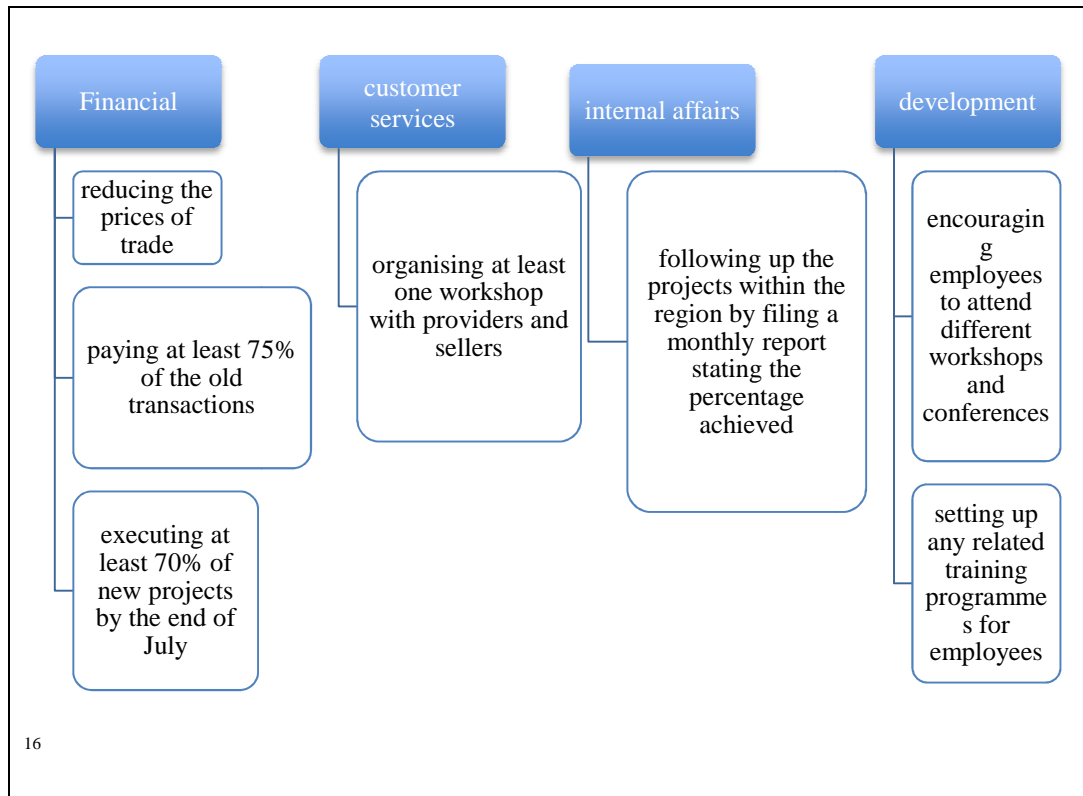 Financial
reducing the
prices of
trade
paying at least 75%
of the old
transactions
executing at
least 70% of
new projects
by the end of
July
customer
services
organising at least
one workshop
with providers and
sellers
internal affairs
following up the
projects within the
region by filing a
monthly report
stating the
percentage
achieved
development
encouragin
g
employees
to attend
different
workshops
and
conferences
setting up
any related
training
programme
s for
employees
16